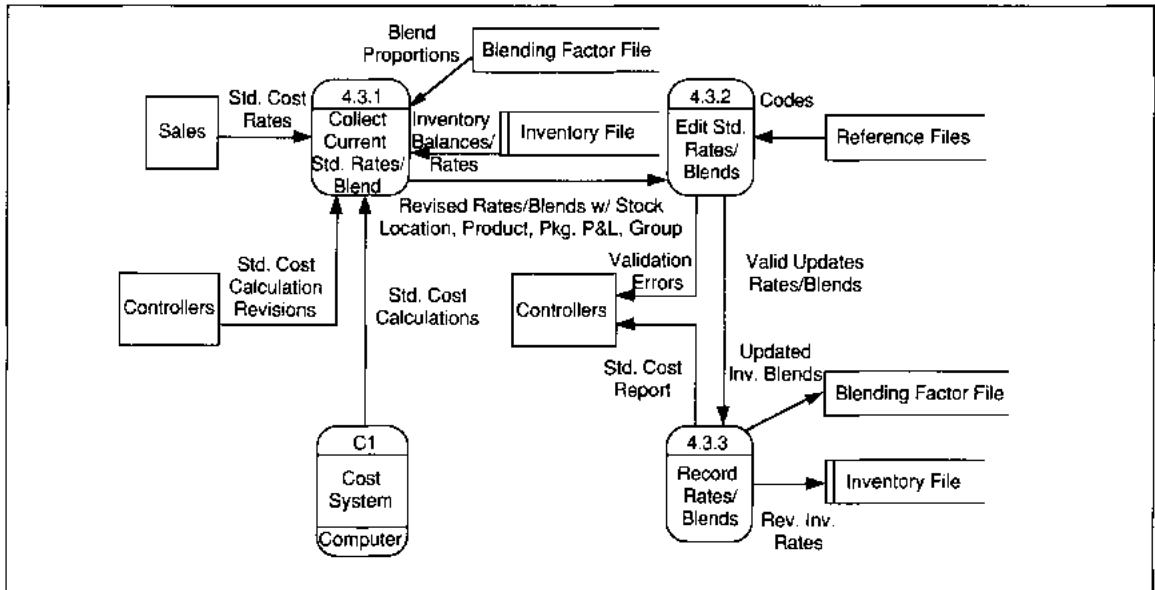 Blend
Proportions
Blending Factor File
Std. Cost
Rates
Sales
4.3.1
Collect
Current
Std. Rates/
Blend
Inventory
Balances/
Rates
Inventory File
4.3.2
Edit Std.
Rates/
Blends
Codes
Reference Files
Revised Rates/Blends w/ Stock
Location, Product, Pkg. P&L, Group
Controllers
Std. Cost
Calculation
Revisions
Std. Cost
Calculations
Validation
Errors
Controllers
Valid Updates
Rates/Blends
Std. Cost
Report
Updated
Inv. Blends
Blending Factor File
C1
Cost
System
Computer
4.3.3
Record
Rates/
Blends
Inventory File
Rev. Inv.
Rates